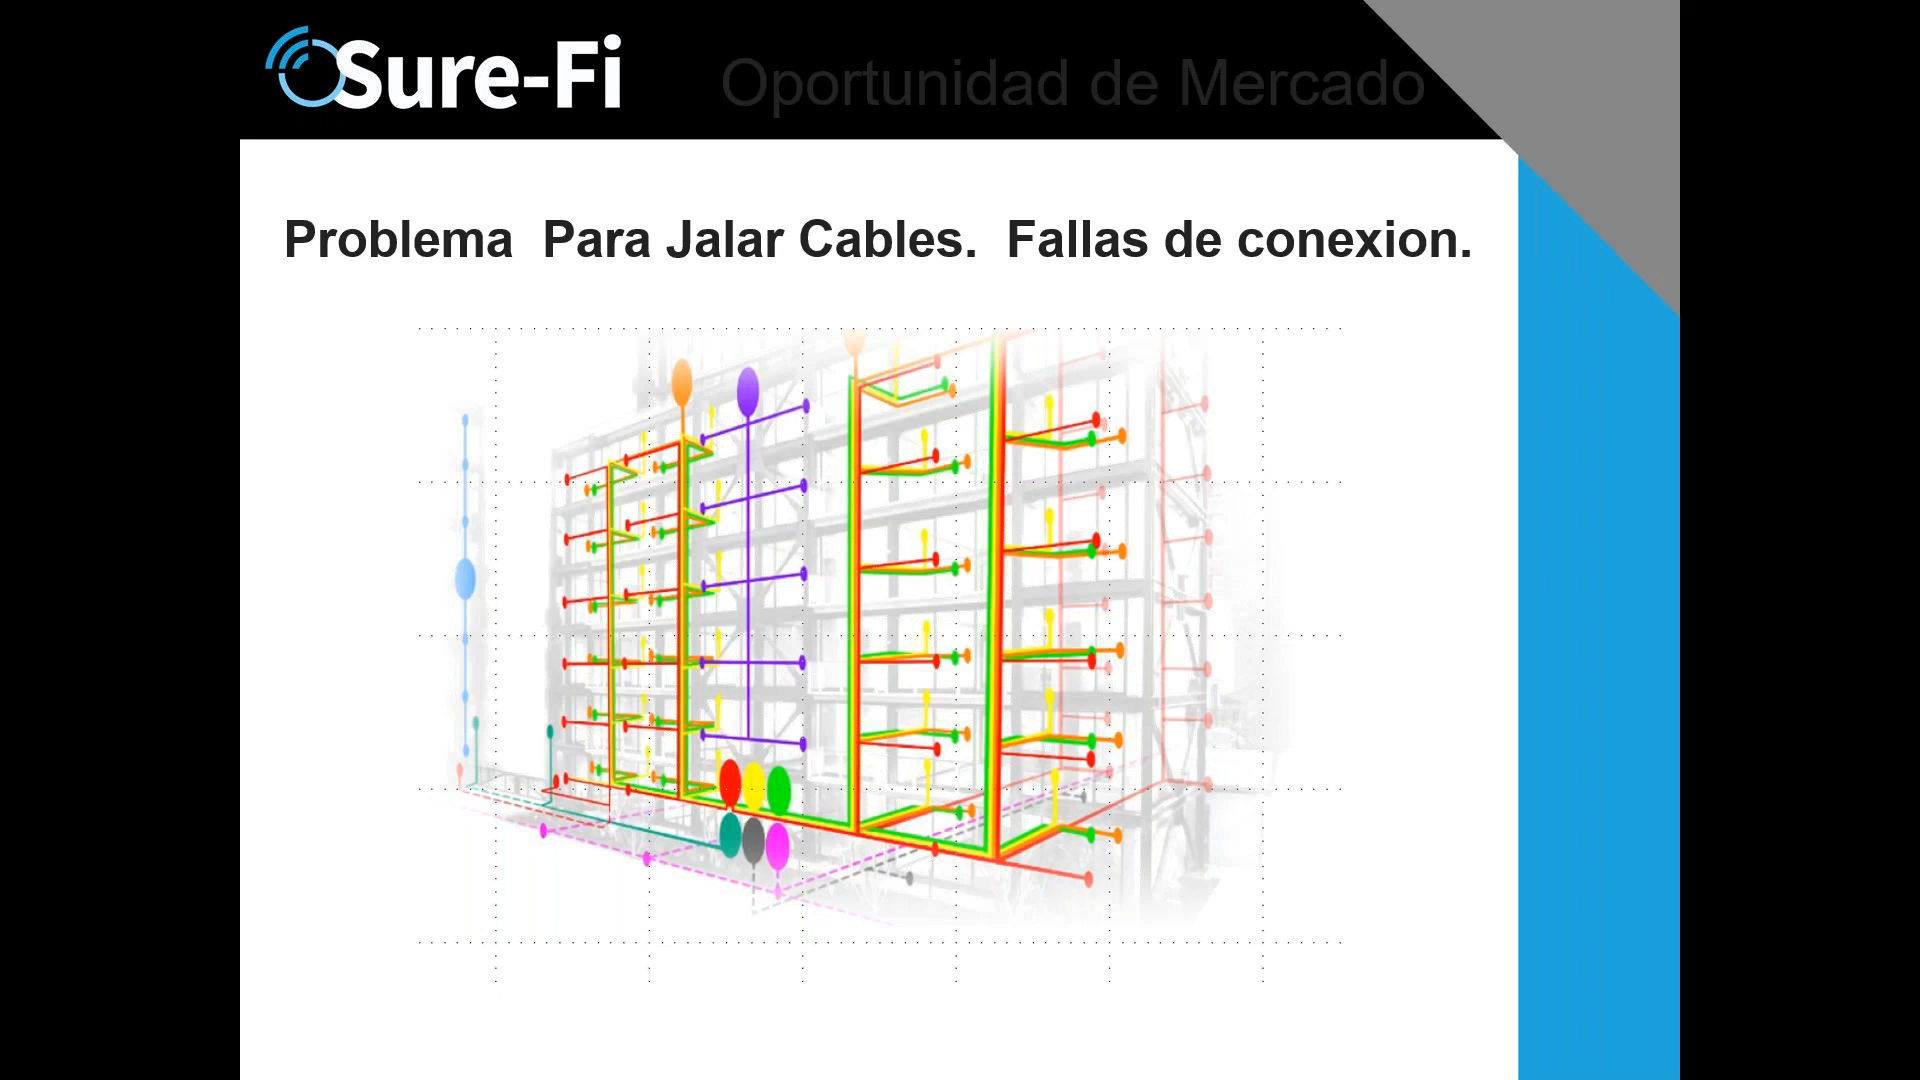 Sure-Fi
Oportunidad de Mercado
Problema Para Jalar Cables. Fallas de conexion.